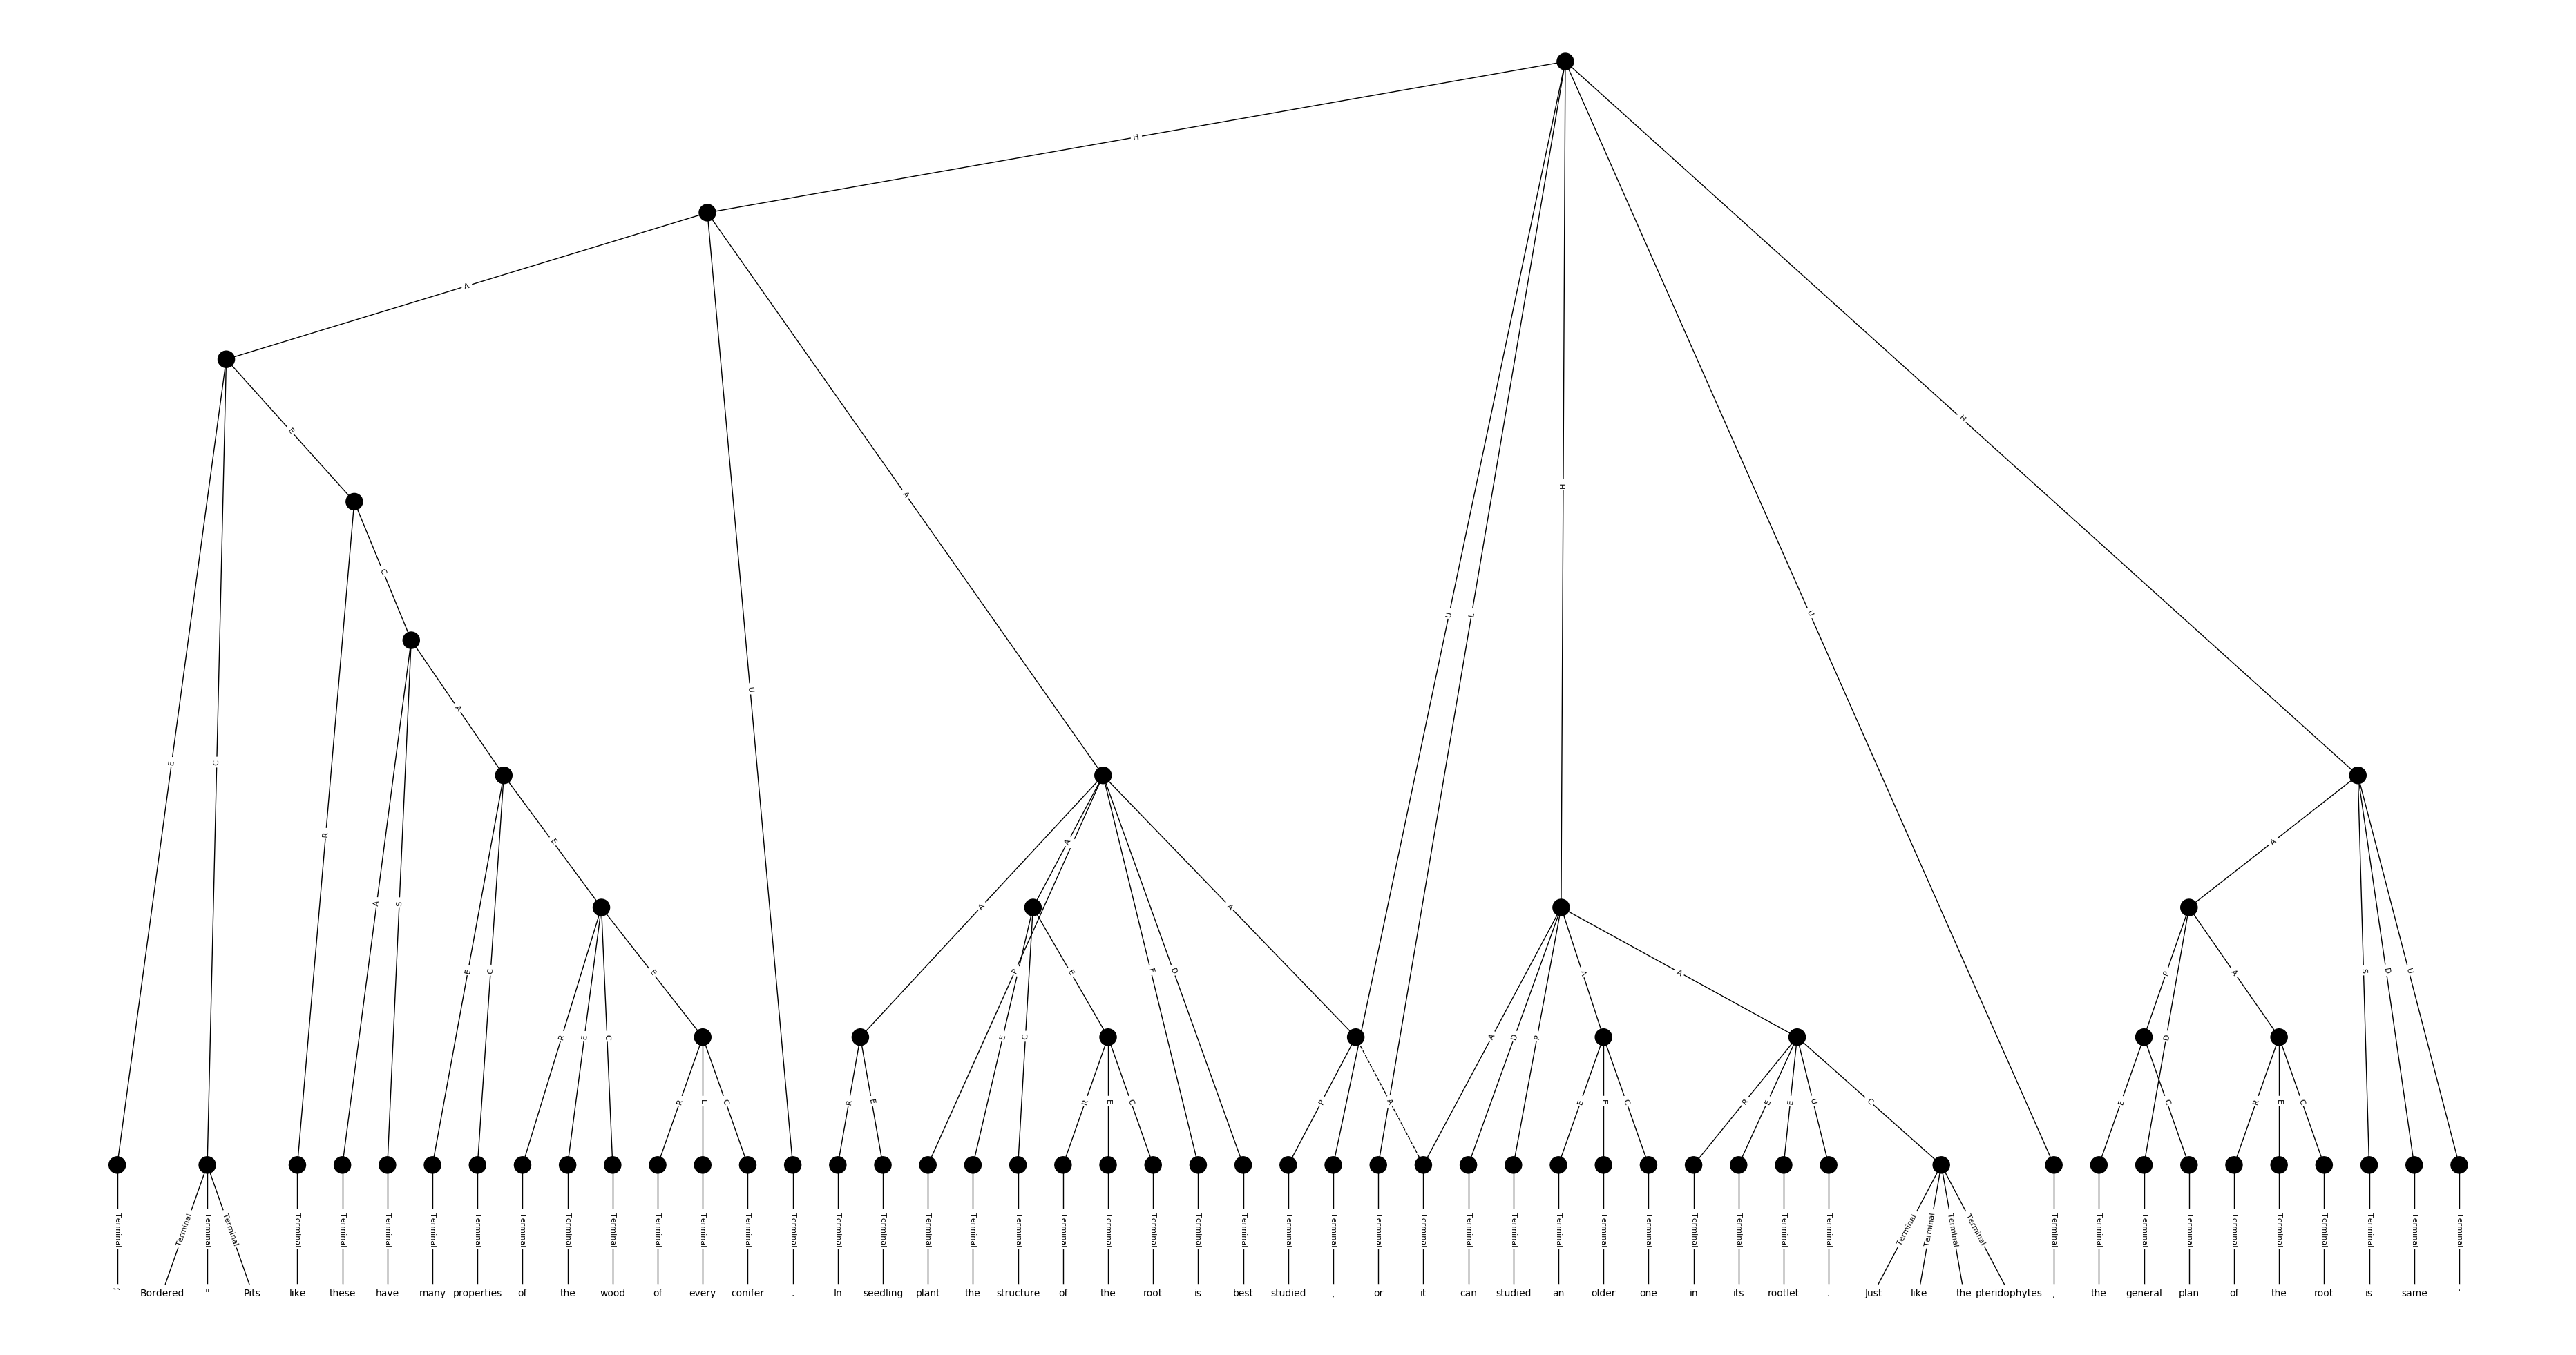 H
A
E
H
A
C
A
U
L
H
U
U
E
C
R
A
S
E
A
A
A
E
C
E
P
F
D
A
P
A
S
D
U
R
E
C
E
C
A
D
P
D
R
E
C
R
E
R
E
C
P
A
E
E
C
R
E
E
U
C
E
C
R
E
C
Terminal Terminal Terminal Terminal Terminal Terminal Terminal Terminal Terminal Terminal Terminal Terminal Terminal Terminal Terminal Terminal Terminal Terminal Terminal Terminal Terminal Terminal Terminal Terminal Terminal Terminal Terminal Terminal Terminal Terminal Terminal Terminal Terminal Terminal Terminal Terminal Terminal Terminal Terminal Terminal Terminal Terminal Terminal Terminal Terminal Terminal Terminal Terminal Terminal Terminal Terminal Terminal Terminal
`` Bordered " Pits like these have many properties of the wood of every conifer . In seedling plant the structure of the root is best studied , or it can studied an older one in its rootlet . Just like the pteridophytes , the general plan of the root is same '